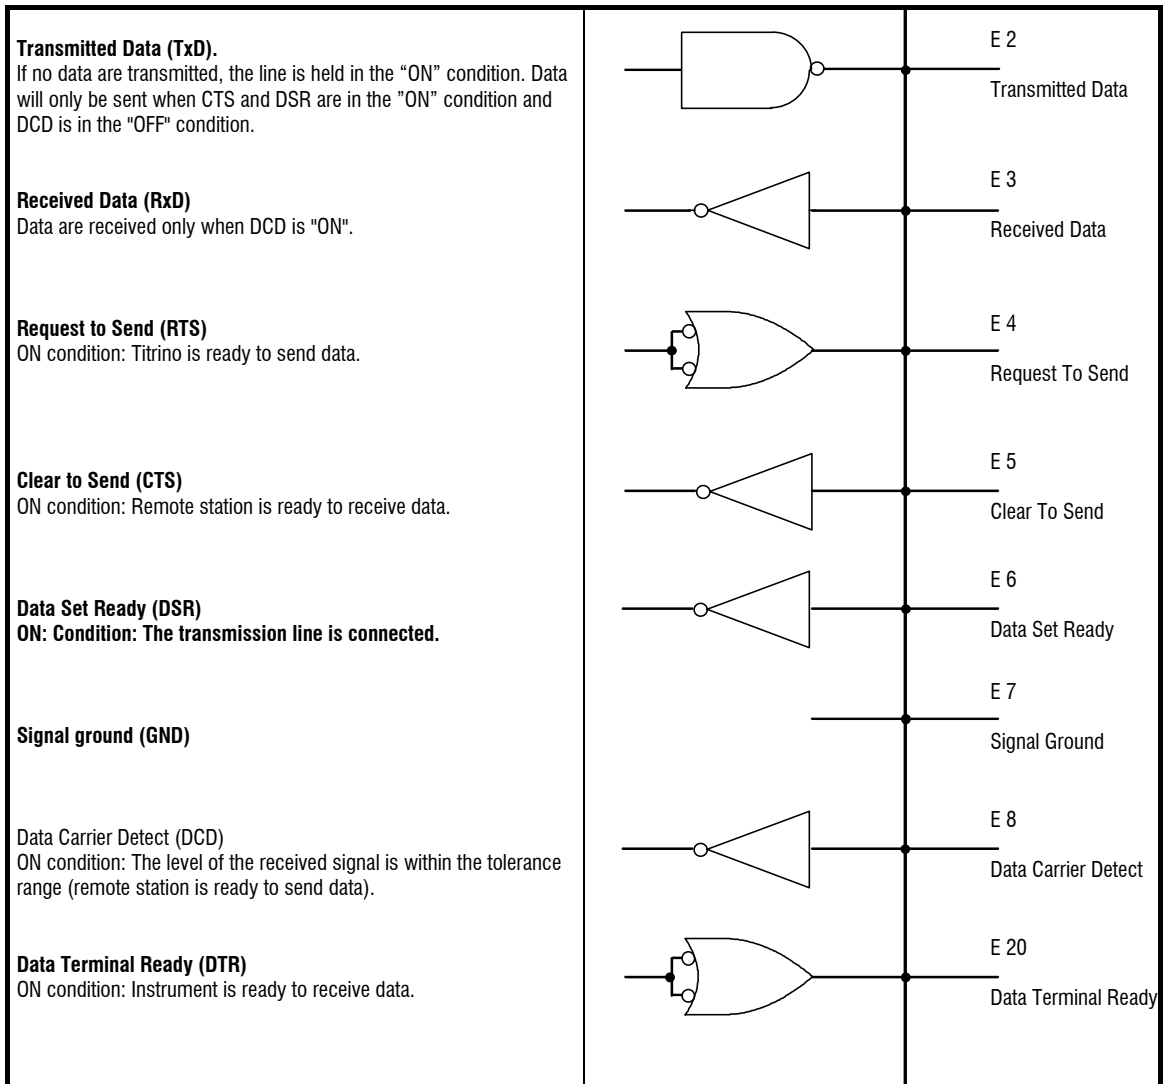 Transmitted Data (TxD).
If no data are transmitted, the line is held in the “ON” condition. Data
will only be sent when CTS and DSR are in the ”ON” condition and
DCD is in the "OFF" condition.
E 2
Transmitted Data
Received Data (RxD)
Data are received only when DCD is "ON".
E 3
Received Data
Request to Send (RTS)
ON condition: Titrino is ready to send data.
E 4
Request To Send
Clear to Send (CTS)
ON condition: Remote station is ready to receive data.
E 5
Clear To Send
Data Set Ready (DSR)
ON: Condition: The transmission line is connected.
E 6
Data Set Ready
Signal ground (GND)
E 7
Signal Ground
Data Carrier Detect (DCD)
ON condition: The level of the received signal is within the tolerance
range (remote station is ready to send data).
E 8
Data Carrier Detect
Data Terminal Ready (DTR)
ON condition: Instrument is ready to receive data.
E 20
Data Terminal Ready